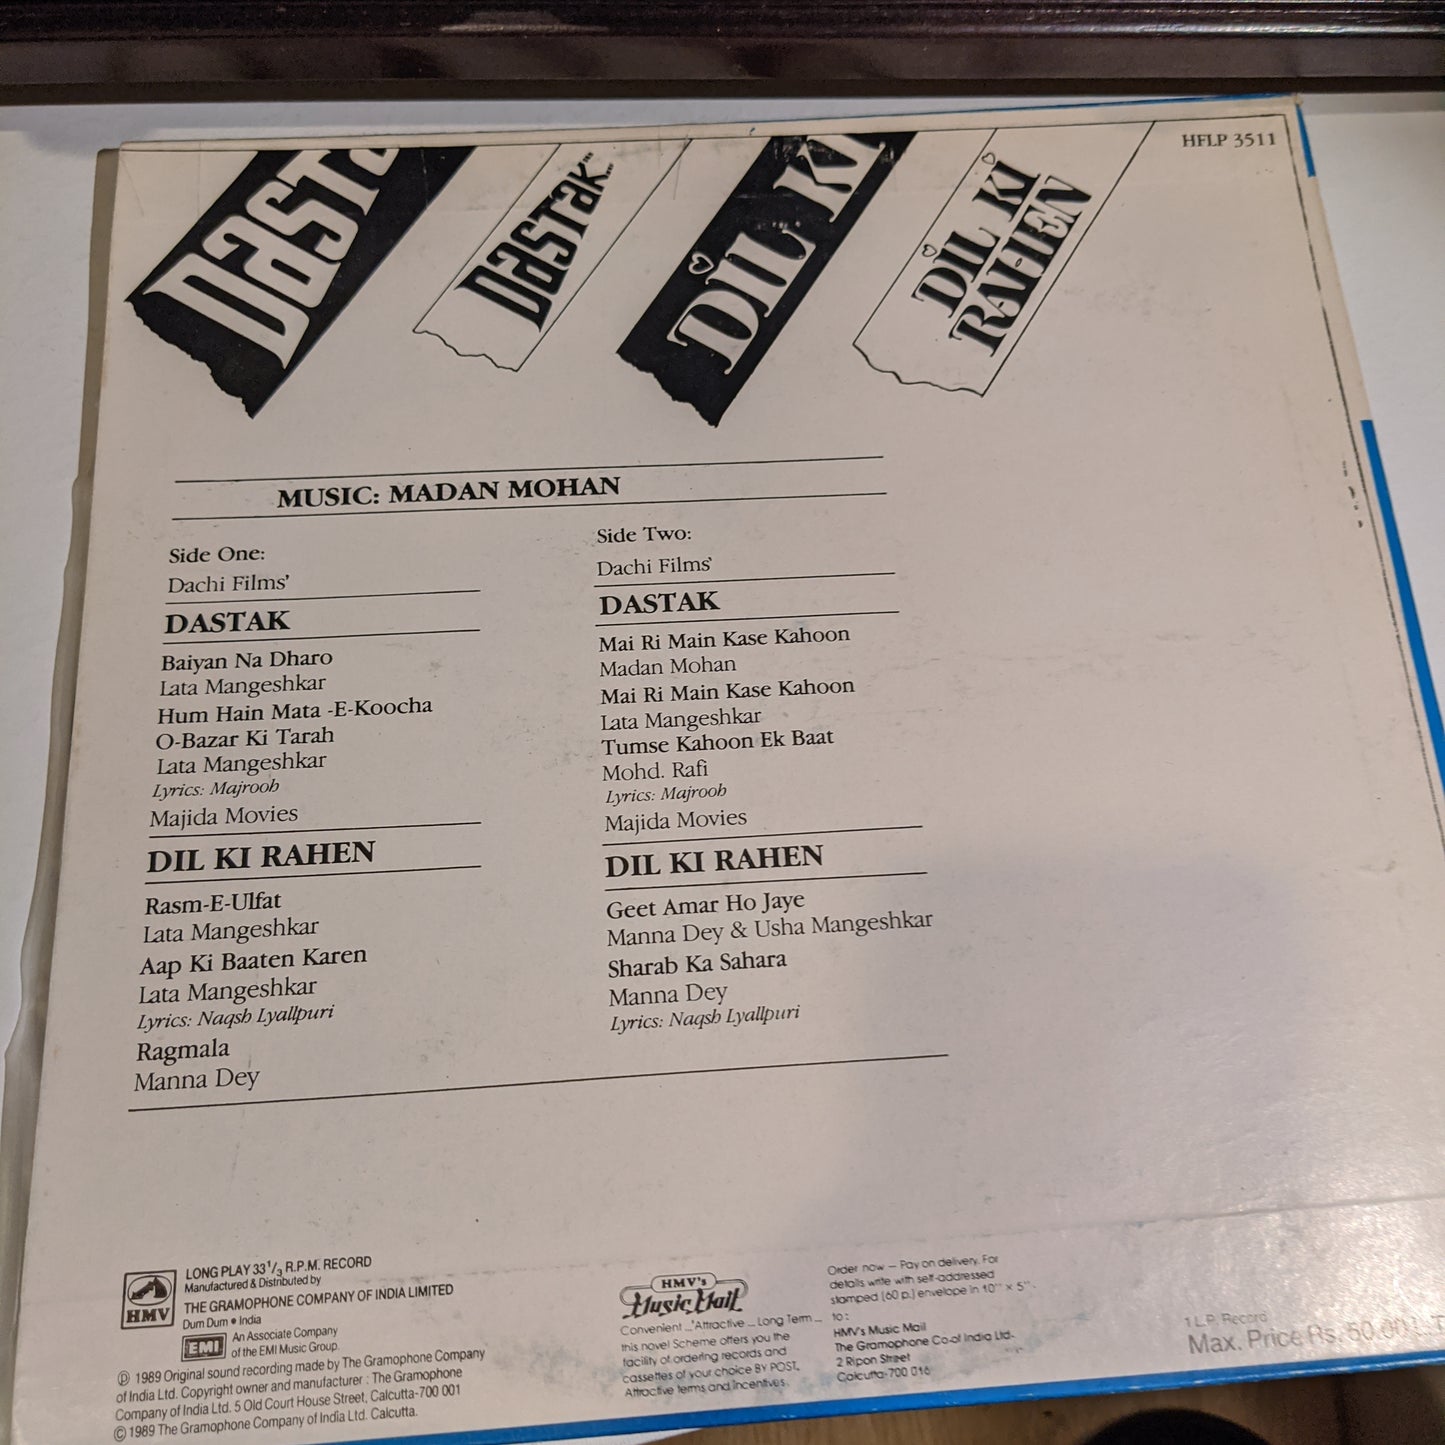 HFLP 3511
DASTAK
DASTAK...
DIL KI
DIL KI
RAHEN
MUSIC: MADAN MOHAN
Side One:
Dachi Films'
DASTAK
Baiyan Na Dharo
Lata Mangeshkar
Hum Hain Mata -E-Koocha
O-Bazar Ki Tarah
Lata Mangeshkar
Lyrics: Majroob
Majida Movies
DIL KI RAHEN
Rasm-E-Ulfat
Lata Mangeshkar
Aap Ki Baaten Karen
Lata Mangeshkar
Lyrics: Naqsh Lyallpuri
Ragmala
Manna Dey
Side Two:
Dachi Films'
DASTAK
Mai Ri Main Kase Kahoon
Madan Mohan
Mai Ri Main Kase Kahoon
Lata Mangeshkar
Tumse Kahoon Ek Baat
Mohd. Rafi
Lyrics: Majroob
Majida Movies
DIL KI RAHEN
Geet Amar Ho Jaye
Manna Dey & Usha Mangeshkar
Sharab Ka Sahara
Manna Dey
Lyrics: Naqsh Lyallpuri
HMV
LONG PLAY 33 1/3 R.P.M. RECORD
Manufactured & Distributed by
THE GRAMOPHONE COMPANY OF INDIA LIMITED
Dum Dum • India
EMI
An Associate Company
of the EMI Music Group.
Ⓟ 1989 Original sound recording made by The Gramophone Company
of India Ltd. Copyright owner and manufacturer : The Gramophone
Company of India Ltd. 5 Old Court House Street, Calcutta-700 001
© 1989 The Gramophone Company of India Ltd. Calcutta.
HMV's
Music Mail
Convenient ... Attractive ... Long Term ...
this novel Scheme offers you the
facility of ordering records and
cassettes of your choice BY POST.
Attractive terms and incentives.
Order now — Pay on delivery. For
details write with self-addressed
stamped (60 p.) envelope in 10" × 5"
to :
HMV's Music Mail
The Gramophone Co.of India Ltd.
2 Ripon Street
Calcutta-700 016
1 L.P. Record
Max. Price Rs. 50.00